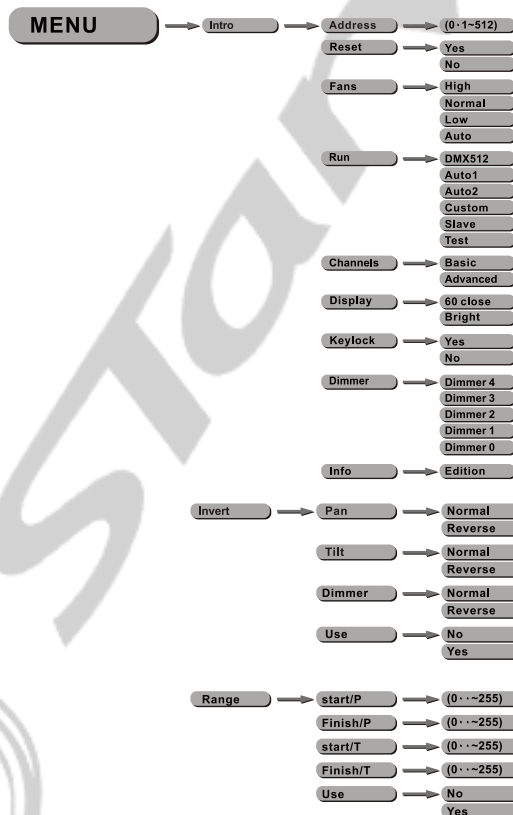 MENU Intro Address (0·1~512)
Reset Yes
No
Fans High
Normal
Low
Auto
Run DMX512
Auto1
Auto2
Custom
Slave
Test
Channels Basic
Advanced
Display 60 close
Bright
Keylock Yes
No
Dimmer Dimmer 4
Dimmer 3
Dimmer 2
Dimmer 1
Dimmer 0
Info Edition
Invert Pan Normal
Reverse
Tilt Normal
Reverse
Dimmer Normal
Reverse
Use No
Yes
Range start/P (0··~255)
Finish/P (0··~255)
start/T (0··~255)
Finish/T (0··~255)
Use No
Yes